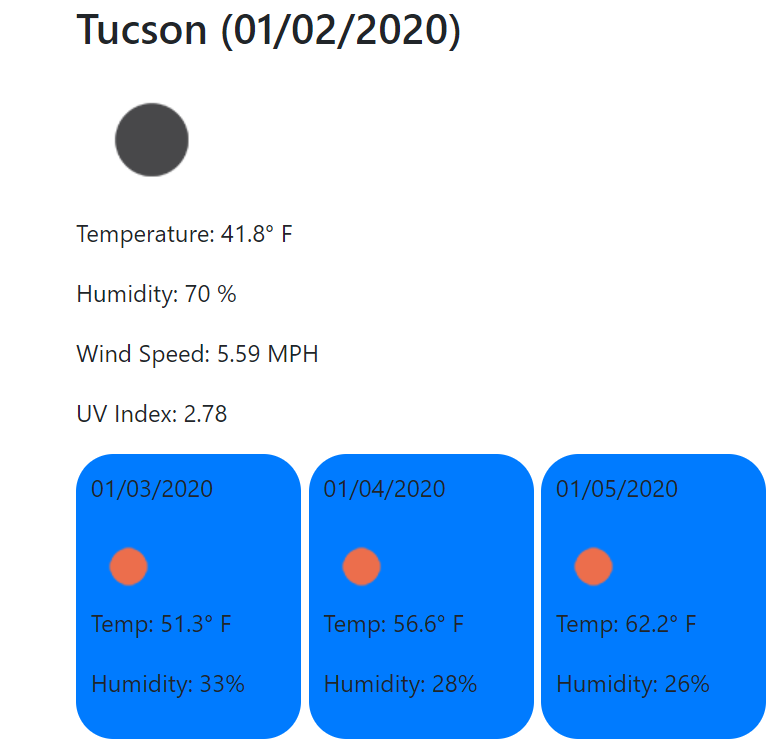 Tucson (01/02/2020)
Temperature: 41.8° F
Humidity: 70 %
Wind Speed: 5.59 MPH
UV Index: 2.78
01/03/2020
Temp: 51.3° F
Humidity: 33%
01/04/2020
Temp: 56.6° F
Humidity: 28%
01/05/2020
Temp: 62.2° F
Humidity: 26%